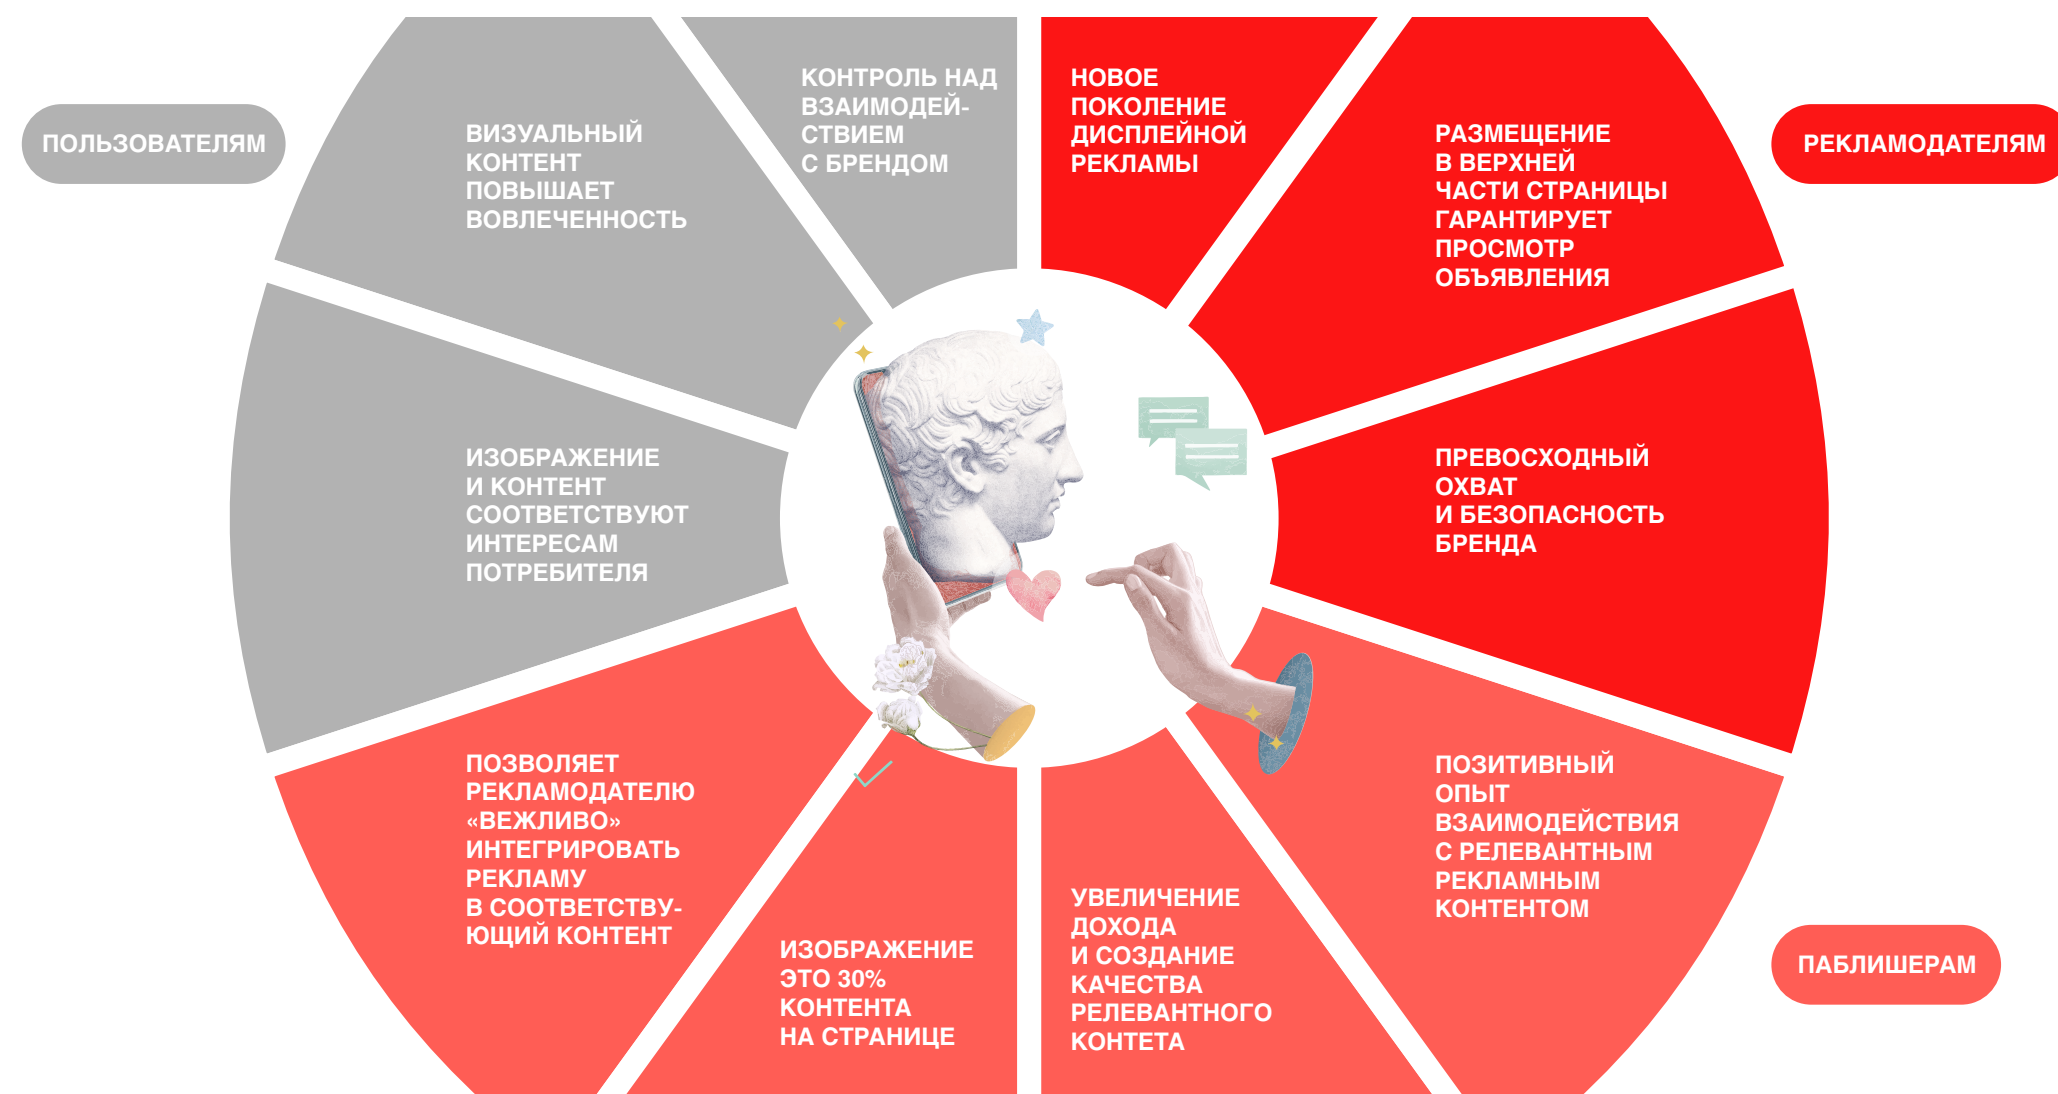 ПОЛЬЗОВАТЕЛЯМ
ВИЗУАЛЬНЫЙ
КОНТЕНТ
ПОВЫШАЕТ
ВОВЛЕЧЕННОСТЬ
КОНТРОЛЬ НАД
ВЗАИМОДЕЙ-
СТВИЕМ
С БРЕНДОМ
НОВОЕ
ПОКОЛЕНИЕ
ДИСПЛЕЙНОЙ
РЕКЛАМЫ
РАЗМЕЩЕНИЕ
В ВЕРХНЕЙ
ЧАСТИ СТРАНИЦЫ
ГАРАНТИРУЕТ
ПРОСМОТР
ОБЪЯВЛЕНИЯ
РЕКЛАМОДАТЕЛЯМ
ИЗОБРАЖЕНИЕ
И КОНТЕНТ
СООТВЕТСТВУЮТ
ИНТЕРЕСАМ
ПОТРЕБИТЕЛЯ
ПРЕВОСХОДНЫЙ
ОХВАТ
И БЕЗОПАСНОСТЬ
БРЕНДА
ПОЗВОЛЯЕТ
РЕКЛАМОДАТЕЛЮ
«ВЕЖЛИВО»
ИНТЕГРИРОВАТЬ
РЕКЛАМУ
В СООТВЕТСТВУ-
ЮЩИЙ КОНТЕНТ
ИЗОБРАЖЕНИЕ
ЭТО 30%
КОНТЕНТА
НА СТРАНИЦЕ
УВЕЛИЧЕНИЕ
ДОХОДА
И СОЗДАНИЕ
КАЧЕСТВА
РЕЛЕВАНТНОГО
КОНТЕТА
ПОЗИТИВНЫЙ
ОПЫТ
ВЗАИМОДЕЙСТВИЯ
С РЕЛЕВАНТНЫМ
РЕКЛАМНЫМ
КОНТЕНТОМ
ПАБЛИШЕРАМ